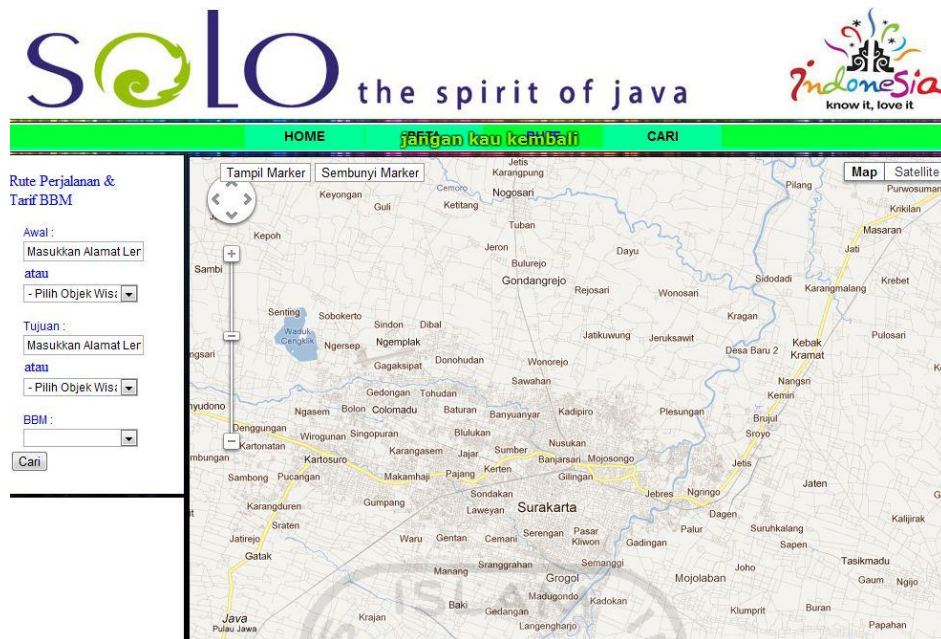 solo
the spirit of java
indonesia
know it, love it
HOME PETA RUTE CARI
jangan kau kembali
Rute Perjalanan &
Tarif BBM
Awal :
Masukkan Alamat Ler
atau
- Pilih Objek Wisa
Tujuan :
Masukkan Alamat Ler
atau
- Pilih Objek Wisa
BBM :
Cari
Tampil Marker Sembunyi Marker
Map Satellite
Jetis
Karangpung
Pilang
Purwosuman
Keyongan
Cemoro
Nogosari
Guli
Ketitang
Krikilan
Tuban
Masaran
Kepoh
Jeron
Dayu
Jati
Bulurejo
Sambi
Gondangrejo
Sidodadi
Krebet
Rejosari
Wonosari
Karangmalang
Senting
Sobokerto
Kragan
Waduk
Cengklik
Sindon
Dibal
Jatikuwung
Jeruksawit
Pulosari
Ngersep
Ngemplak
Kebak
Kramat
Desa Baru 2
ngsari
Gagaksipat
Donohudan
Wonorejo
Sawahan
Nangsri
Gedongan
Tohudan
Kemiri
nyudono
Ngasem
Bolon
Colomadu
Baturan
Banyuanyar
Kadipiro
Plesungan
Brujul
Denggungan
Wirogunan
Singopuran
Blulukan
Sroyo
Kartonatan
Nusukan
mbungan
Kartosuro
Karangasem
Jajar
Sumber
Banjarsari
Mojosongo
Jetis
Sambong
Pucangan
Makamhaji
Pajang
Kerten
Gilingan
Jaten
Sondakan
Jebres
Ngringo
Karangduren
Gumpang
Laweyan
Surakarta
Dagen
Kalijirak
Sraten
Jatirejo
Waru
Gentan
Cemani
Serengan
Pasar
Kliwon
Gadingan
Palur
Suruhkalang
Sapen
Gatak
Sranggrahan
Semanggi
Joho
Tasikmadu
Manang
Grogol
Mojolaban
Gaum
Ngijo
Baki
Madugondo
Kadokan
Java
Pulau Jawa
Krajan
Gedangan
Klumprit
Buran
Langenharjo
Papahan
ISLAM